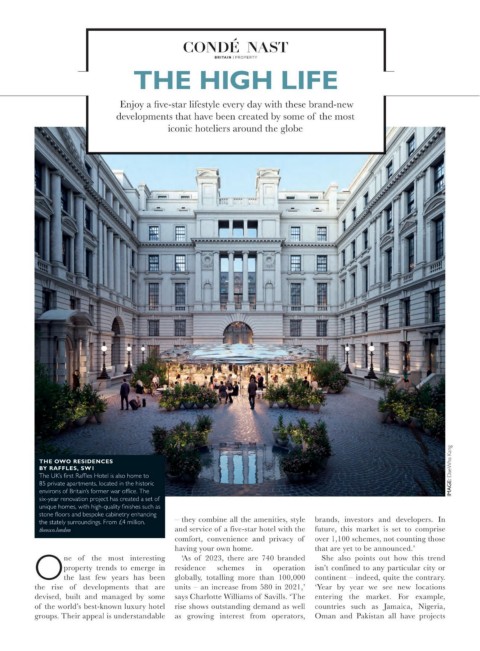 CONDÉ NAST
BRITAIN | PROPERTY
THE HIGH LIFE
Enjoy a five-star lifestyle every day with these brand-new
developments that have been created by some of the most
iconic hoteliers around the globe
IMAGE: DarWhite Kong
THE OWO RESIDENCES
BY RAFFLES, SW1
The UK's first Raffles Hotel is also home to
85 private apartments, located in the historic
environs of Britain's former war office. The
six-year renovation project has created a set of
unique homes, with high-quality finishes such as
stone floors and bespoke cabinetry enhancing
the stately surroundings. From £4 million.
theowo.london
One of the most interesting
property trends to emerge in
the last few years has been
the rise of developments that are
devised, built and managed by some
of the world's best-known luxury hotel
groups. Their appeal is understandable
– they combine all the amenities, style
and service of a five-star hotel with the
comfort, convenience and privacy of
having your own home.
'As of 2023, there are 740 branded
residence schemes in operation
globally, totalling more than 100,000
units – an increase from 580 in 2021,'
says Charlotte Williams of Savills. 'The
rise shows outstanding demand as well
as growing interest from operators,
brands, investors and developers. In
future, this market is set to comprise
over 1,100 schemes, not counting those
that are yet to be announced.'
She also points out how this trend
isn't confined to any particular city or
continent – indeed, quite the contrary.
'Year by year we see new locations
entering the market. For example,
countries such as Jamaica, Nigeria,
Oman and Pakistan all have projects